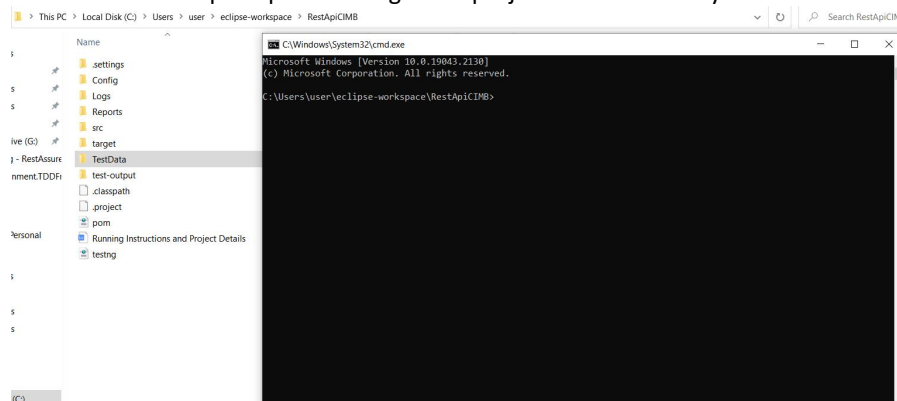 This PC > Local Disk (C:) > Users > user > eclipse-workspace > RestApiCIMB
Search RestApiCIM
Name
.settings
Config
Logs
Reports
src
target
TestData
test-output
.classpath
.project
pom
Running Instructions and Project Details
testng
ive (G:)
- RestAssure
nment.TDDFr
Personal
(C:)
C:\Windows\System32\cmd.exe
Microsoft Windows [Version 10.0.19043.2130]
(c) Microsoft Corporation. All rights reserved.
C:\Users\user\eclipse-workspace\RestApiCIMB>